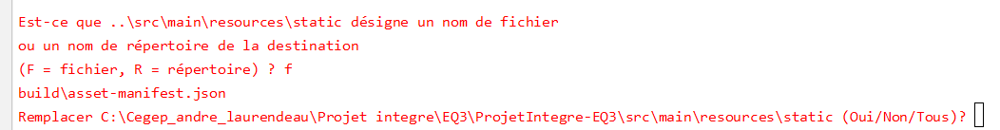 Est-ce que ..\src\main\resources\static désigne un nom de fichier
ou un nom de répertoire de la destination
(F = fichier, R = répertoire) ? f
build\asset-manifest.json
Remplacer C:\Cegep_andre_laurendeau\Projet integre\EQ3\ProjetIntegre-EQ3\src\main\resources\static (Oui/Non/Tous)?